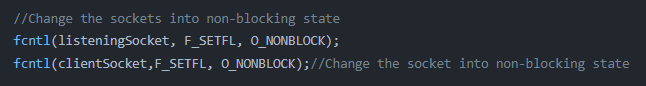 //Change the sockets into non-blocking state
fcntl(listeningSocket, F_SETFL, O_NONBLOCK);
fcntl(clientSocket,F_SETFL, O_NONBLOCK);//Change the socket into non-blocking state